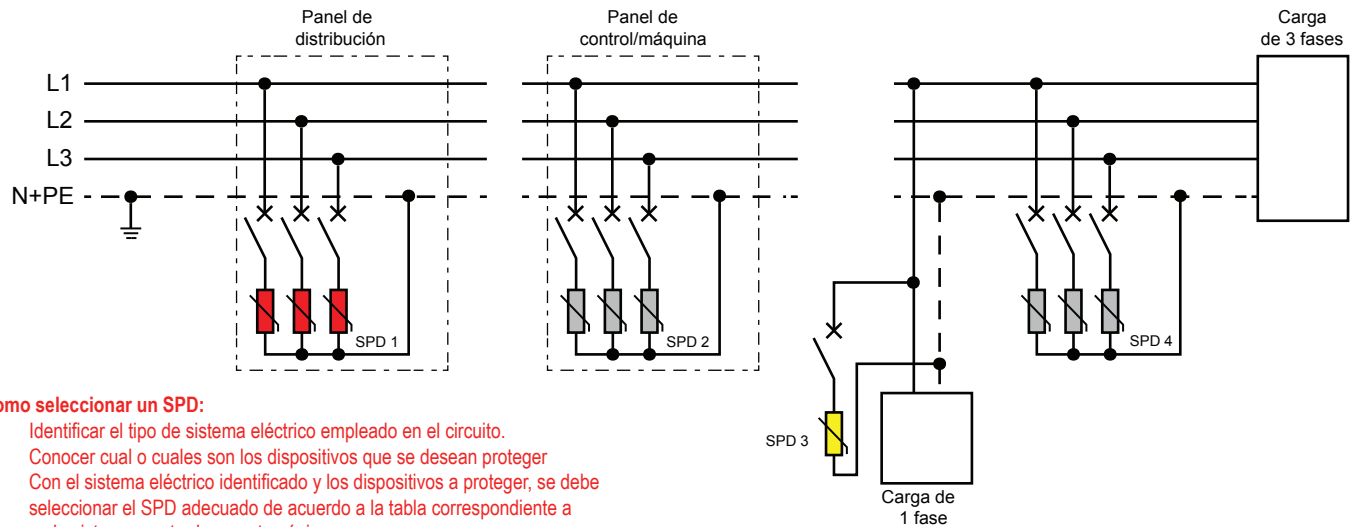 Panel de
distribución
Panel de
control/máquina
Carga
de 3 fases
L1
L2
L3
N+PE
SPD 1
SPD 2
SPD 3
SPD 4
Carga de
1 fase
omo seleccionar un SPD:
Identificar el tipo de sistema eléctrico empleado en el circuito.
Conocer cual o cuales son los dispositivos que se desean proteger
Con el sistema eléctrico identificado y los dispositivos a proteger, se debe
seleccionar el SPD adecuado de acuerdo a la tabla correspondiente a